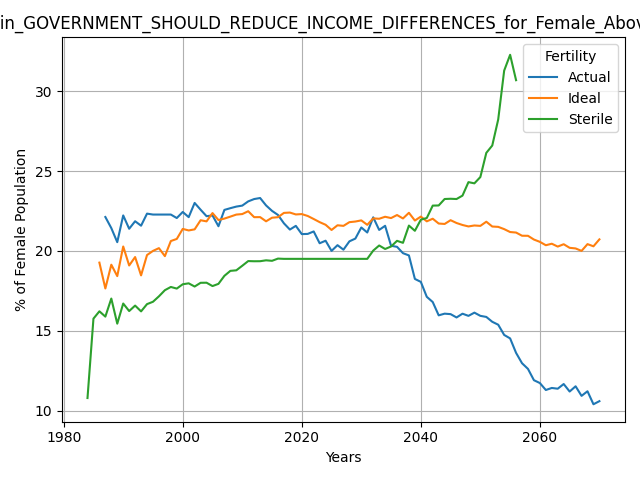 in_GOVERNMENT_SHOULD_REDUCE_INCOME_DIFFERENCES_for_Female_Abov
Fertility
Actual
Ideal
Sterile
% of Female Population
30
25
20
15
10
1980 2000 2020 2040 2060
Years